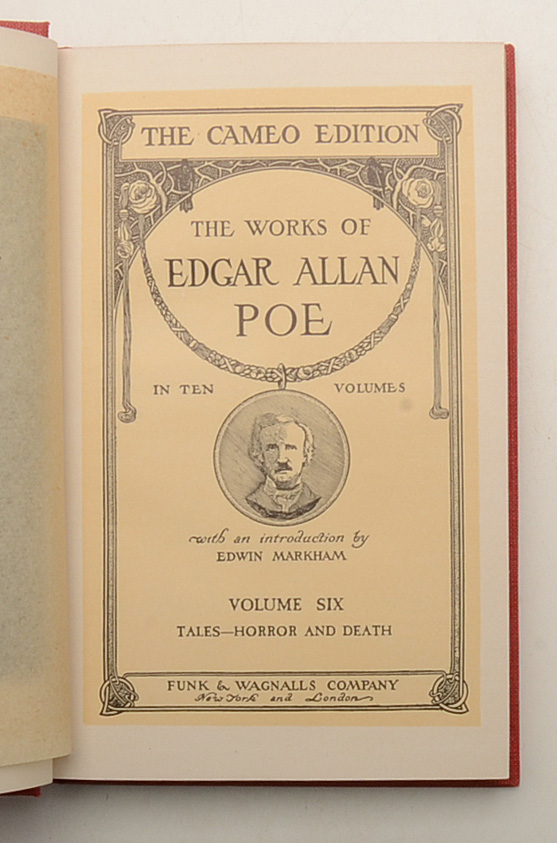 THE CAMEO EDITION
THE WORKS OF
EDGAR ALLAN
POE
IN TEN VOLUMES
with an introduction by
EDWIN MARKHAM
VOLUME SIX
TALES—HORROR AND DEATH
FUNK & WAGNALLS COMPANY
New York and London